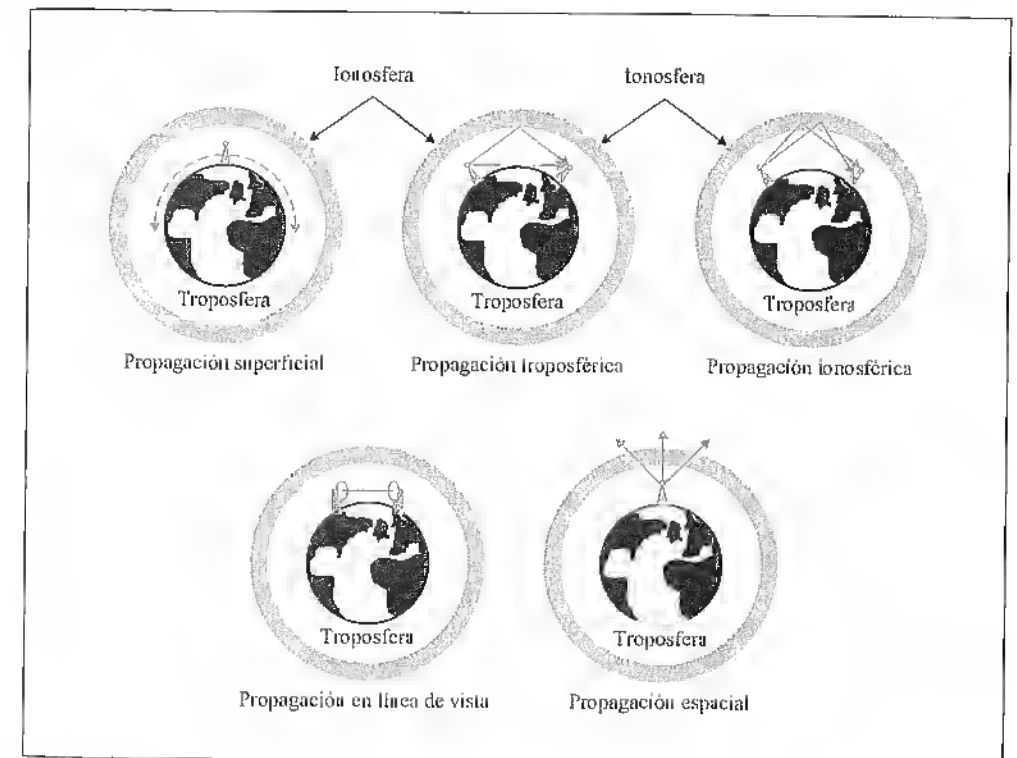 Ionosfera
Ionosfera
Troposfera
Troposfera
Troposfera
Propagación superficial
Propagación troposférica
Propagación ionosférica
Troposfera
Troposfera
Propagación en línea de vista
Propagación espacial